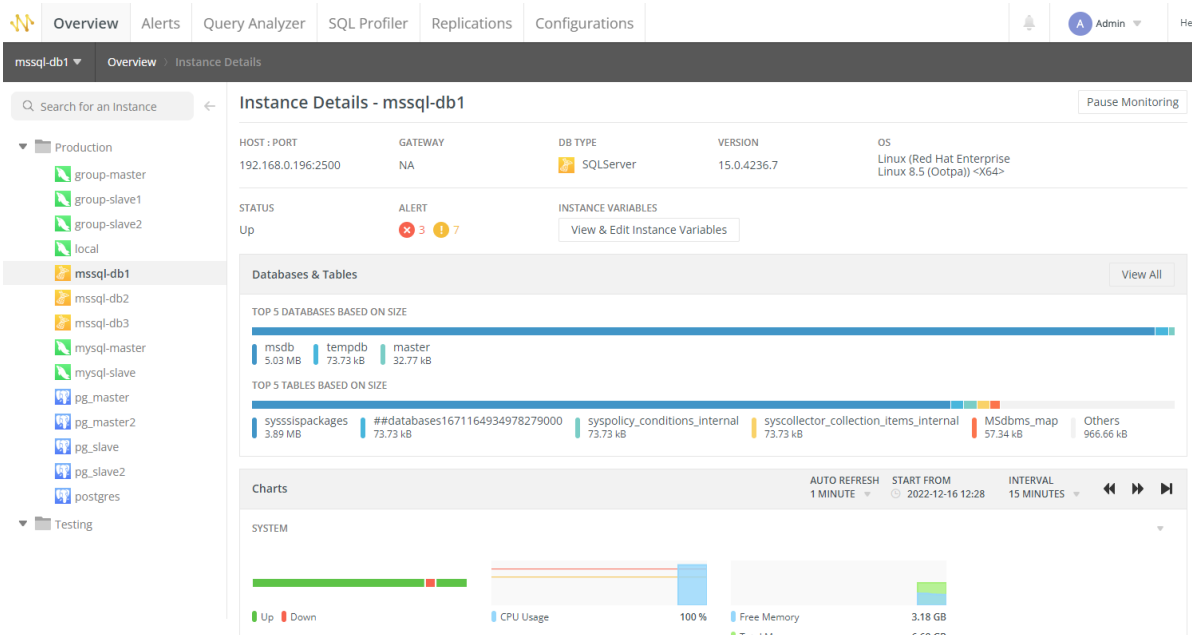 Overview
Alerts
Query Analyzer
SQL Profiler
Replications
Configurations
A
Admin
He
mssql-db1
Overview
Instance Details
Search for an Instance
Production
group-master
group-slave1
group-slave2
local
mssql-db1
mssql-db2
mssql-db3
mysql-master
mysql-slave
pg_master
pg_master2
pg_slave
pg_slave2
postgres
Testing
Instance Details - mssql-db1
Pause Monitoring
HOST : PORT
192.168.0.196:2500
GATEWAY
NA
DB TYPE
SQLServer
VERSION
15.0.4236.7
OS
Linux (Red Hat Enterprise
Linux 8.5 (Ootpa)) <X64>
STATUS
Up
ALERT
3
7
INSTANCE VARIABLES
View & Edit Instance Variables
Databases & Tables
View All
TOP 5 DATABASES BASED ON SIZE
msdb
5.03 MB
tempdb
73.73 kB
master
32.77 kB
TOP 5 TABLES BASED ON SIZE
sysssispackages
3.89 MB
##databases1671164934978279000
73.73 kB
syspolicy_conditions_internal
73.73 kB
syscollector_collection_items_internal
73.73 kB
MSdbms_map
57.34 kB
Others
966.66 kB
Charts
AUTO REFRESH
1 MINUTE
START FROM
2022-12-16 12:28
INTERVAL
15 MINUTES
SYSTEM
Up
Down
CPU Usage
100 %
Free Memory
3.18 GB